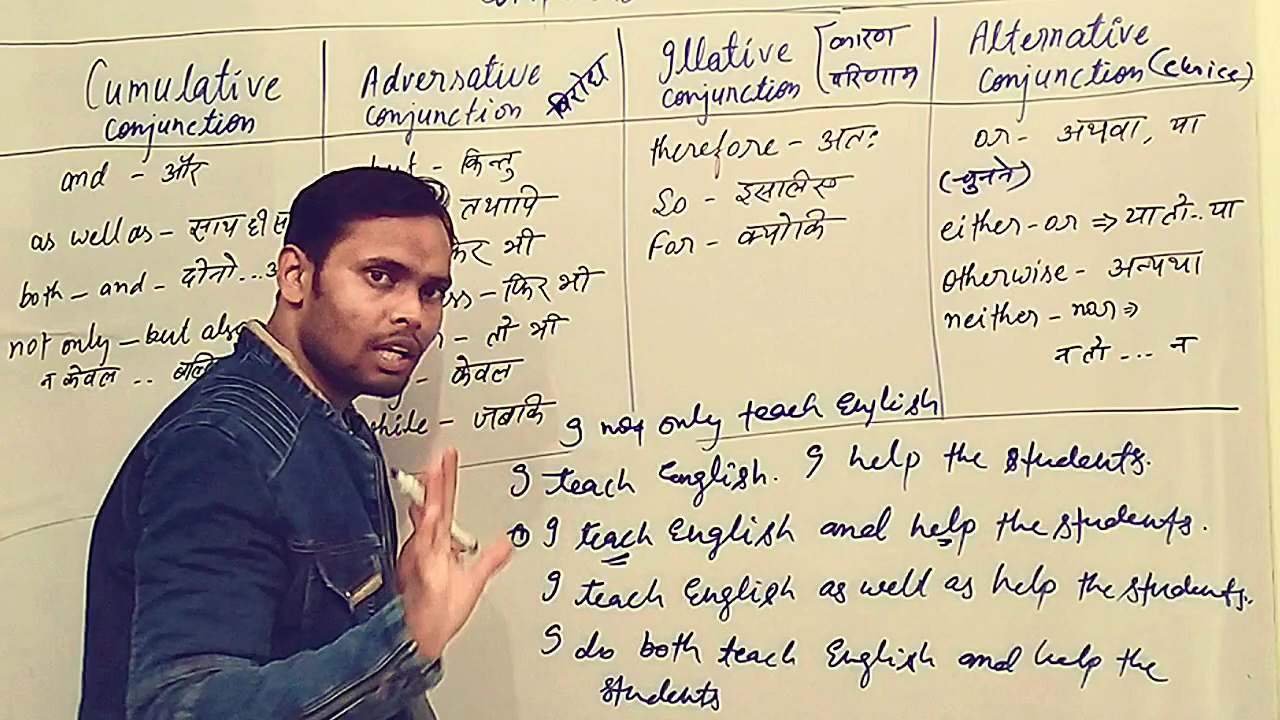 Cumulative
conjunction
and - और
as well as - साथ ही
both - and - दोनो...
not only - but also
न केवल ..
Adversative
conjunction विरोध
- किन्तु
तथापि
फिर भी
- फिर भी
- तो भी
- केवल
while - जबकि
Illative
conjunction
[कारण
परिणाम
therefore - अतः
So - इसलिए
For - क्योकि
Alternative
conjunction (choice)
or - अथवा, या
(चुनने)
either - or ⇒ या तो.. या
otherwise - अन्यथा
neither - nor ⇒
न तो ... न
I not only teach English
I teach English. I help the students.
I teach English and help the students.
I teach English as well as help the students.
I do both teach English and help the
students